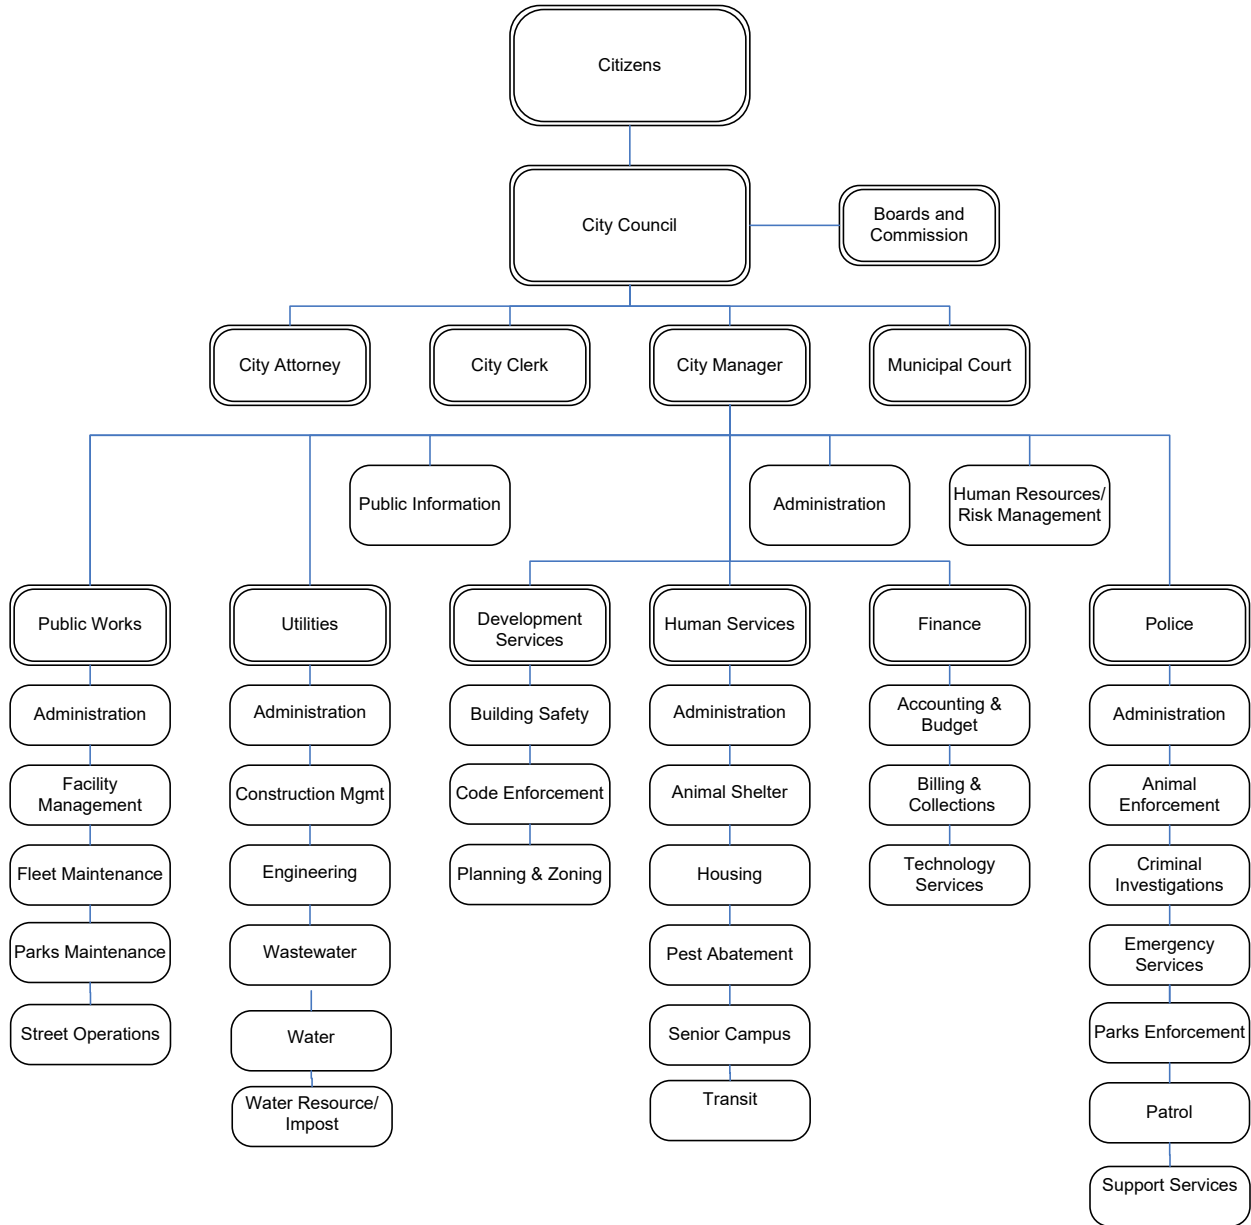 Citizens
City Council
Boards and
Commission
City Attorney
City Clerk
City Manager
Municipal Court
Public Information
Administration
Human Resources/
Risk Management
Public Works
Utilities
Development
Services
Human Services
Finance
Police
Administration
Administration
Building Safety
Administration
Accounting &
Budget
Administration
Facility
Management
Construction Mgmt
Code Enforcement
Animal Shelter
Billing &
Collections
Animal
Enforcement
Fleet Maintenance
Engineering
Planning & Zoning
Housing
Technology
Services
Criminal
Investigations
Parks Maintenance
Wastewater
Pest Abatement
Emergency
Services
Street Operations
Water
Senior Campus
Parks Enforcement
Water Resource/
Impost
Transit
Patrol
Support Services